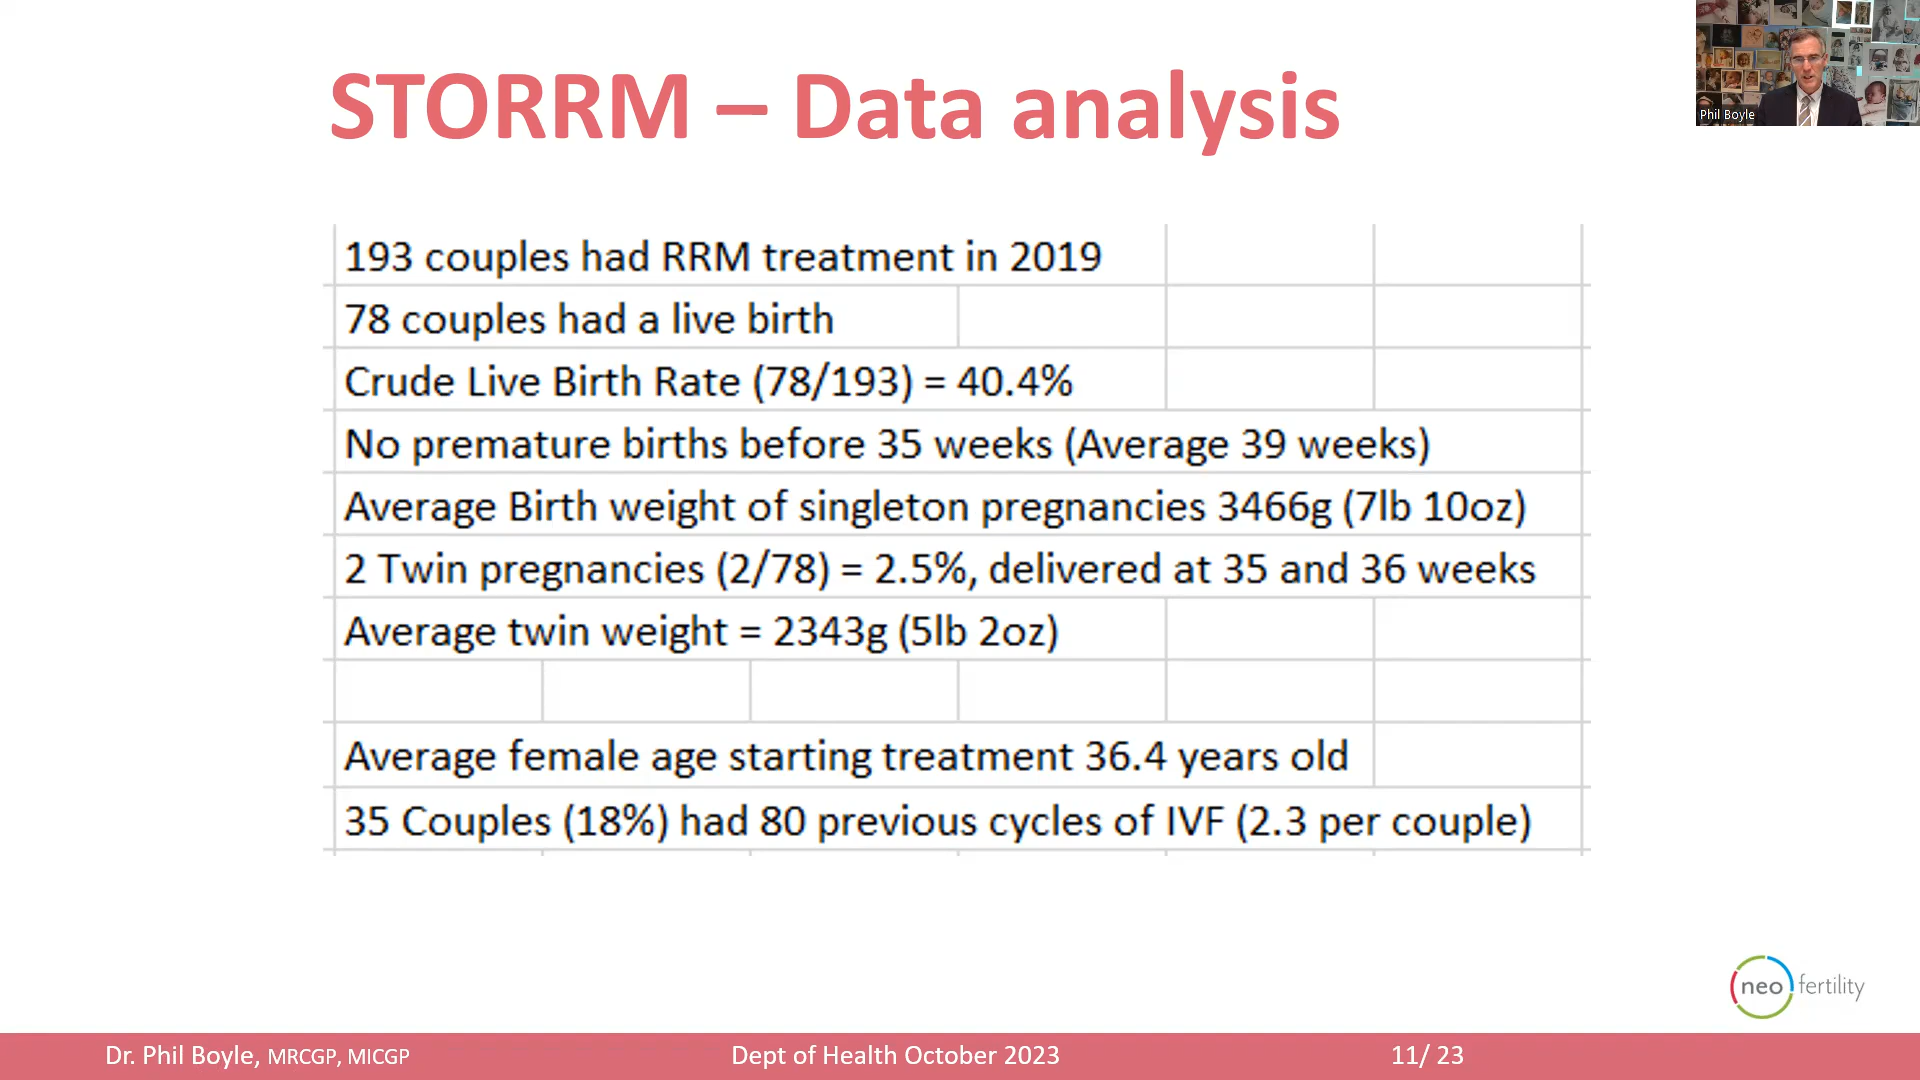 STORRM – Data analysis
Phil Boyle
193 couples had RRM treatment in 2019
78 couples had a live birth
Crude Live Birth Rate (78/193) = 40.4%
No premature births before 35 weeks (Average 39 weeks)
Average Birth weight of singleton pregnancies 3466g (7lb 10oz)
2 Twin pregnancies (2/78) = 2.5%, delivered at 35 and 36 weeks
Average twin weight = 2343g (5lb 2oz)
Average female age starting treatment 36.4 years old
35 Couples (18%) had 80 previous cycles of IVF (2.3 per couple)
neo fertility
Dr. Phil Boyle, MRCGP, MICGP
Dept of Health October 2023
11/ 23